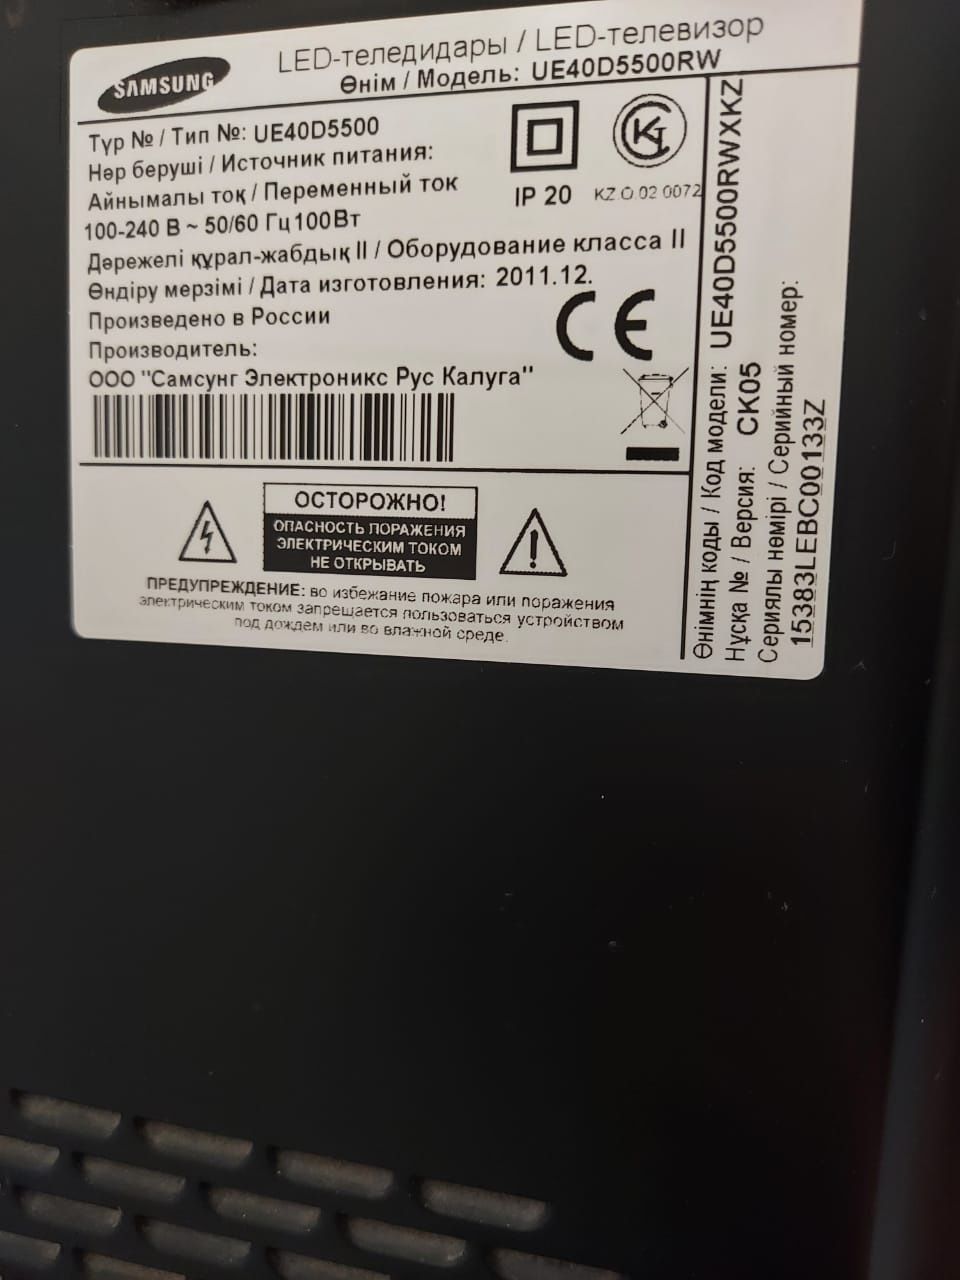 SAMSUNG
LED-теледидары / LED-телевизор
Өнім / Модель: UE40D5500RW
Түр № / Тип №: UE40D5500
Нәр беруші / Источник питания:
Айнымалы тоқ / Переменный ток
100-240 В ~ 50/60 Гц 100Вт
Дәрежелі құрал-жабдық II / Оборудование класса II
Өндіру мерзімі / Дата изготовления: 2011.12.
Произведено в России
Производитель:
ООО "Самсунг Электроникс Рус Калуга"
IP 20
KZ.O.02.0072
CE
ОСТОРОЖНО!
ОПАСНОСТЬ ПОРАЖЕНИЯ
ЭЛЕКТРИЧЕСКИМ ТОКОМ
НЕ ОТКРЫВАТЬ
ПРЕДУПРЕЖДЕНИЕ: во избежание пожара или поражения
электрическим током запрещается пользоваться устройством
под дождем или во влажной среде.
Өнімнің коды / Код модели: UE40D5500RWXKZ
Нұсқа № / Версия: CK05
Сериялы нөмірі / Серийный номер:
15383LEBC00133Z